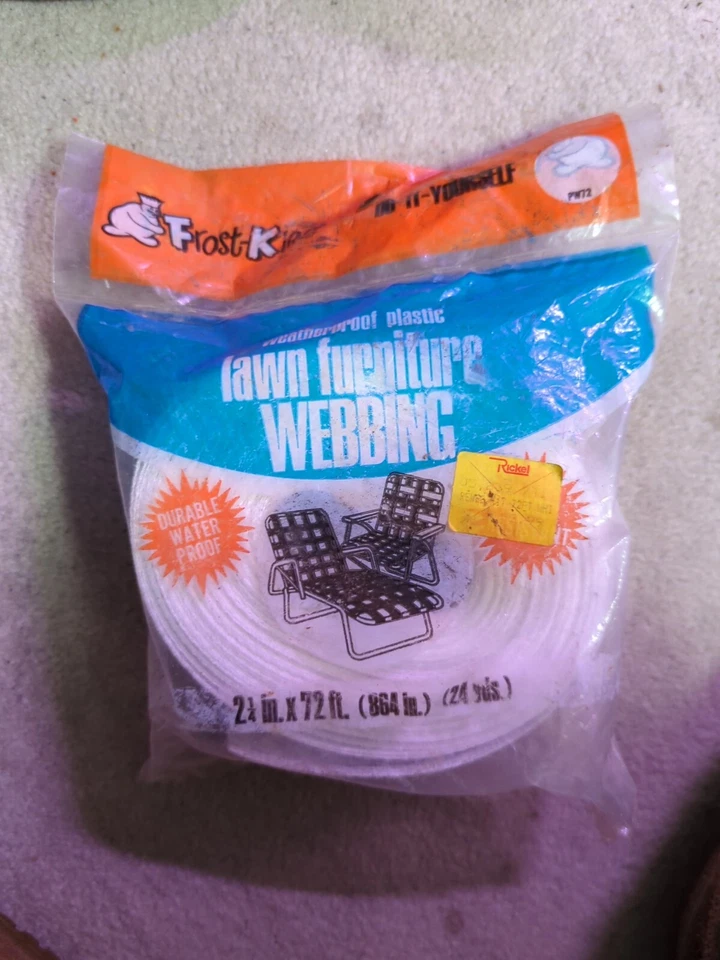 Frost-King
DO-IT-YOURSELF
PW72
weatherproof plastic
lawn furniture
WEBBING
Rickel
DURABLE
WATER
PROOF
2¼ in. x 72 ft. (864 in.) (24 yds.)